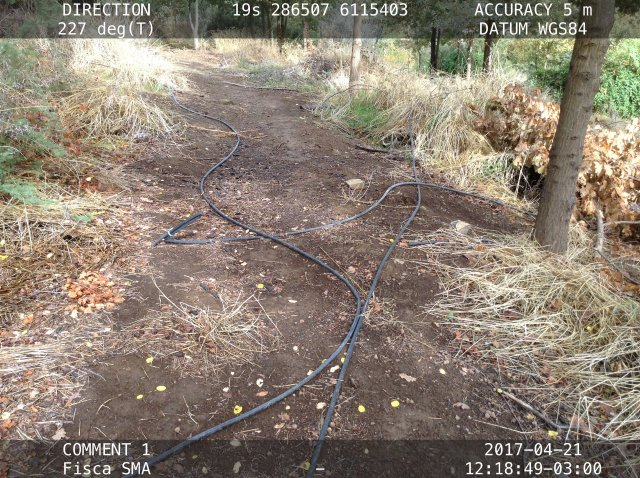 DIRECTION 19s 286507 6115403 ACCURACY 5 m
227 deg(T) DATUM WGS84
COMMENT 1 2017-04-21
Fisca SMA 12:18:49-03:00